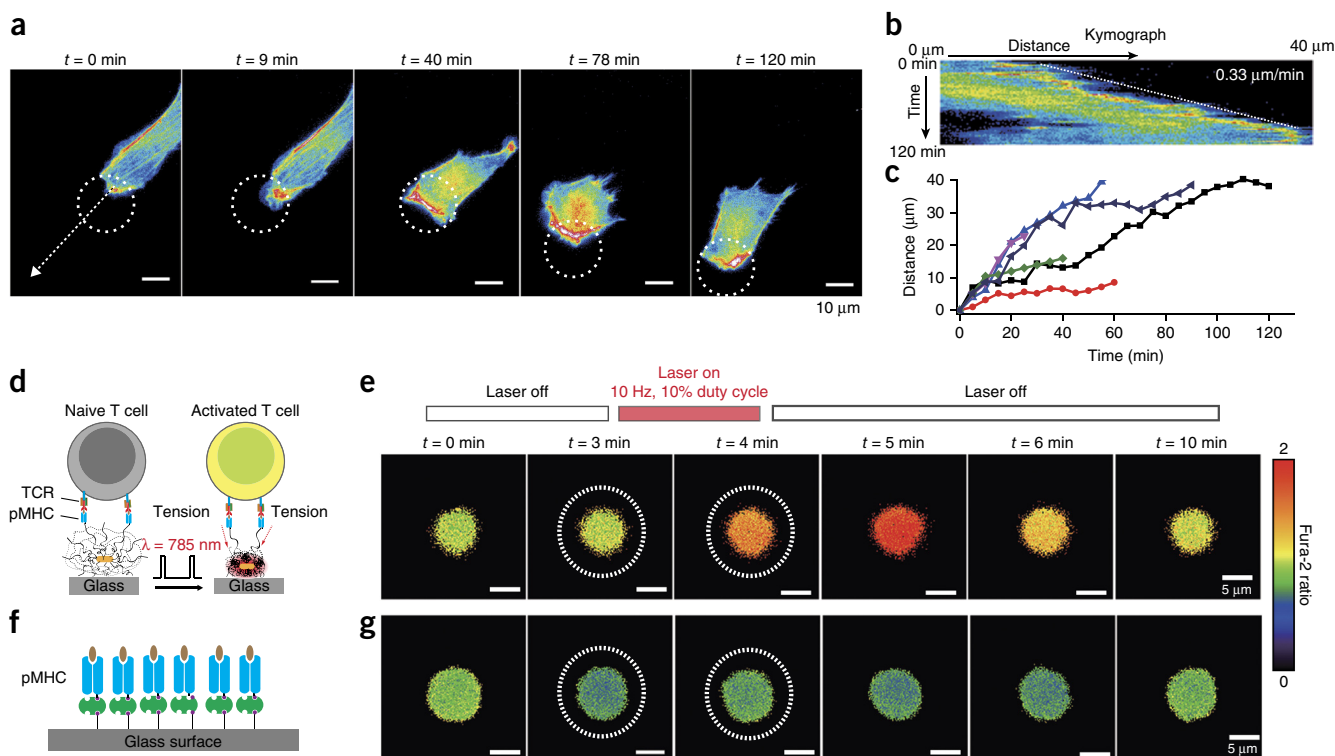 a
t = 0 min
t = 9 min
t = 40 min
t = 78 min
t = 120 min
10 μm
b
0 μm
Distance
Kymograph
40 μm
0 min
Time
0.33 μm/min
120 min
c
40
30
20
10
0
Distance (μm)
0 20 40 60 80 100 120
Time (min)
d
Naive T cell
Activated T cell
TCR
pMHC
Tension
Tension
λ = 785 nm
Glass
Glass
e
Laser off
Laser on
10 Hz, 10% duty cycle
Laser off
t = 0 min
t = 3 min
t = 4 min
t = 5 min
t = 6 min
t = 10 min
5 μm
2
Fura-2 ratio
0
f
pMHC
Glass surface
g
5 μm